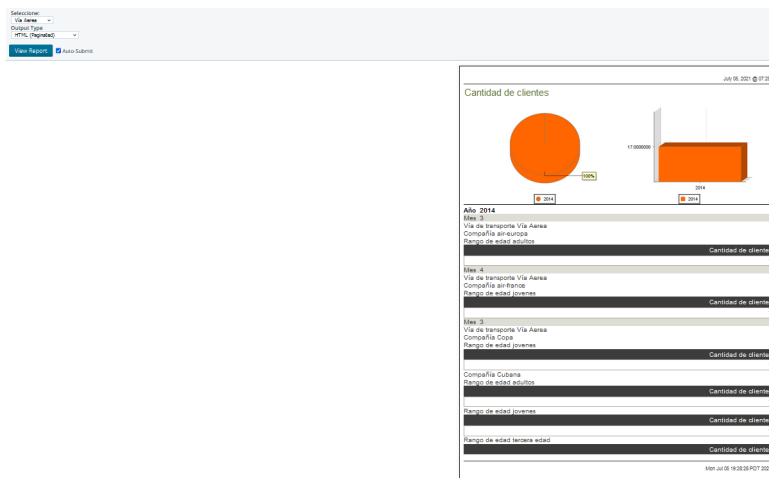 Seleccione:
Vía Aerea
Output Type
HTML (Paginated)
View Report Auto-Submit
July 05, 2021 @ 07:28
Cantidad de clientes
100%
2014
17.0000000
2014
2014
Año 2014
Mes 3
Vía de transporte Vía Aerea
Compañía air-europa
Rango de edad adultos
Cantidad de cliente
Mes 4
Vía de transporte Vía Aerea
Compañía air-france
Rango de edad jovenes
Cantidad de cliente
Mes 3
Vía de transporte Vía Aerea
Compañía Copa
Rango de edad jovenes
Cantidad de cliente
Compañía Cubana
Rango de edad adultos
Cantidad de cliente
Rango de edad jovenes
Cantidad de cliente
Rango de edad tercera edad
Cantidad de cliente
Mon Jul 05 19:28:28 PDT 202